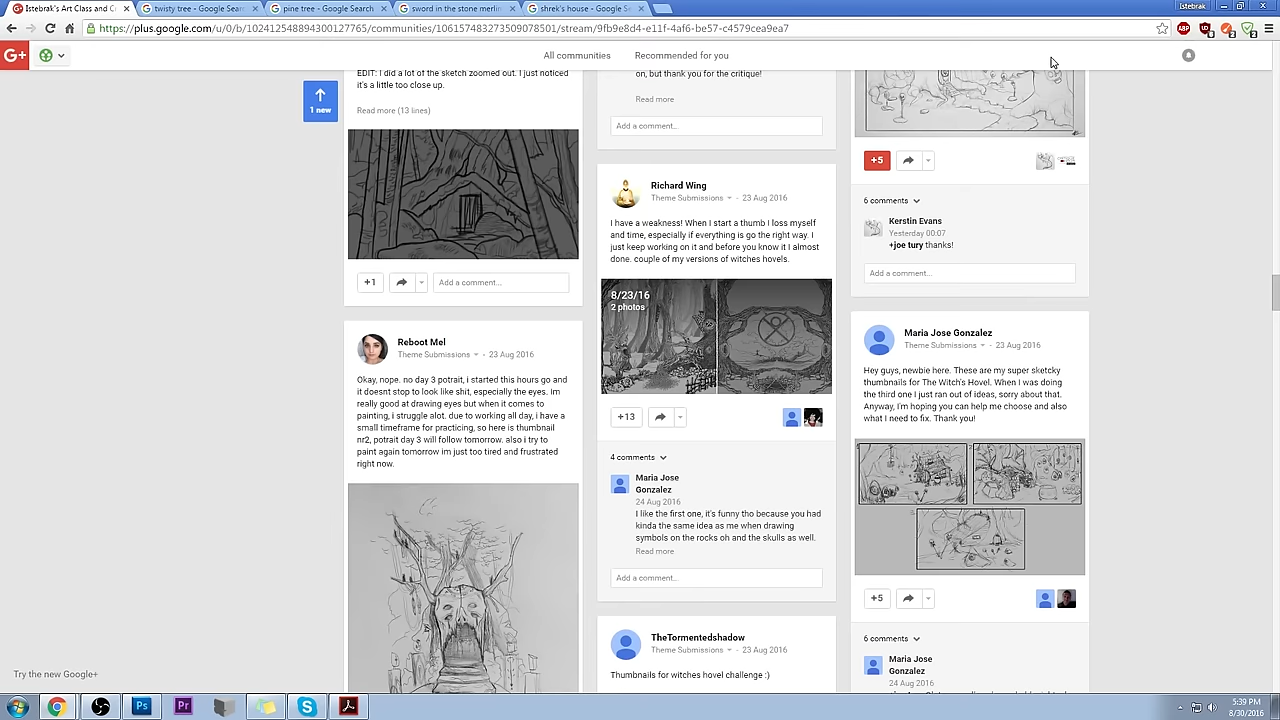 Istebrak's Art Class and Cr
twisty tree - Google Sear
pine tree - Google Search
sword in the stone merlin
shrek's house - Google Se
Istebrak
https://plus.google.com/u/0/b/102412548894300127765/communities/106157483273509078501/stream/9fb9e8d4-e11f-4af6-be57-c4579cea9ea7
G+
All communities
Recommended for you
1 new
EDIT: I did a lot of the sketch zoomed out. I just noticed
it's a little too close up.
Read more (13 lines)
+1
Add a comment...
Reboot Mel
Theme Submissions - 23 Aug 2016
Okay, nope. no day 3 potrait, i started this hours go and
it doesnt stop to look like shit, especially the eyes. im
really good at drawing eyes but when it comes to
painting, i struggle alot. due to working all day, i have a
small timeframe for practicing, so here is thumbnail
nr2, potrait day 3 will follow tomorrow. also i try to
paint again tomorrow im just too tired and frustrated
right now.
on, but thank you for the critique!
Read more
Add a comment...
Richard Wing
Theme Submissions - 23 Aug 2016
I have a weakness! When I start a thumb I loss myself
and time, especially if everything is go the right way. I
just keep working on it and before you know it I almost
done. couple of my versions of witches hovels.
8/23/16
2 photos
+13
4 comments
Maria Jose
Gonzalez
24 Aug 2016
I like the first one, it's funny tho because you had
kinda the same idea as me when drawing
symbols on the rocks oh and the skulls as well.
Read more
Add a comment...
TheTormentedshadow
Theme Submissions - 23 Aug 2016
Thumbnails for witches hovel challenge :)
+5
6 comments
Kerstin Evans
Yesterday 00:07
+joe tury thanks!
Add a comment...
Maria Jose Gonzalez
Theme Submissions - 23 Aug 2016
Hey guys, newbie here. These are my super sketcky
thumbnails for The Witch's Hovel. When I was doing
the third one I just ran out of ideas, sorry about that.
Anyway, I'm hoping you can help me choose and also
what I need to fix. Thank you!
+5
6 comments
Maria Jose
Gonzalez
24 Aug 2016
Try the new Google+
5:39 PM
8/30/2016